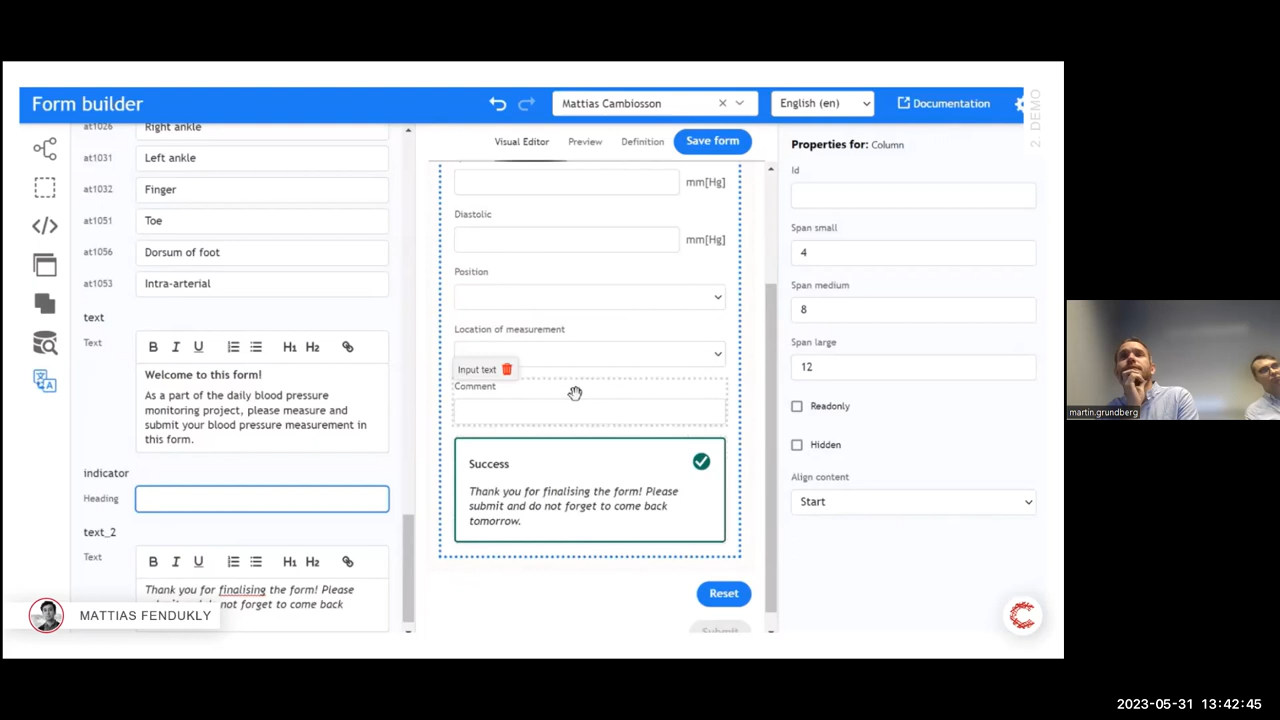 Form builder
Mattias Cambiosson
English (en)
Documentation
2. DEMO
at1026 Right ankle
at1031 Left ankle
at1032 Finger
at1051 Toe
at1056 Dorsum of foot
at1053 Intra-arterial
text
Text
B I U H1 H2
Welcome to this form!
As a part of the daily blood pressure
monitoring project, please measure and
submit your blood pressure measurement in
this form.
indicator
Heading
text_2
Text
B I U H1 H2
Thank you for finalising the form! Please
not forget to come back
MATTIAS FENDUKLY
Visual Editor Preview Definition Save form
mm[Hg]
Diastolic
mm[Hg]
Position
Location of measurement
Input text
Comment
Success
Thank you for finalising the form! Please
submit and do not forget to come back
tomorrow.
Reset
Submit
Properties for: Column
Id
Span small
4
Span medium
8
Span large
12
Readonly
Hidden
Align content
Start
martin.grundberg
2023-05-31 13:42:45